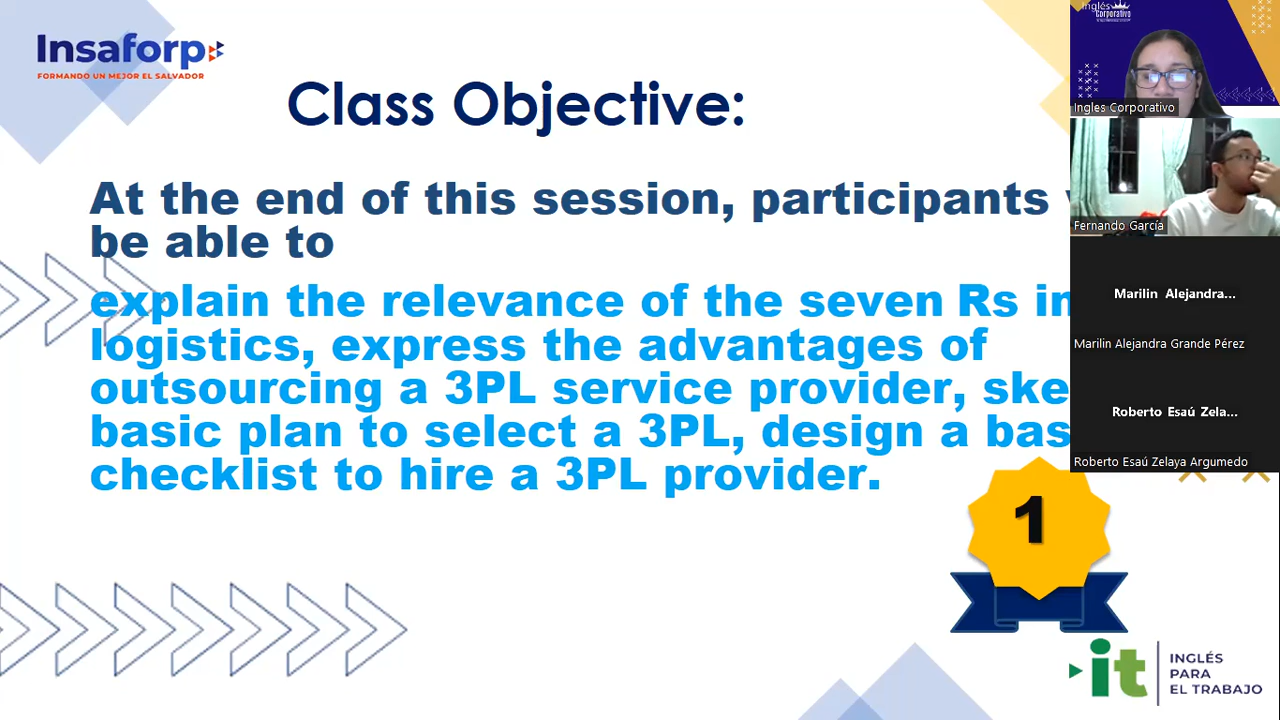 Insaforp
FORMANDO UN MEJOR EL SALVADOR
Class Objective:
At the end of this session, participants
be able to
explain the relevance of the seven Rs in
logistics, express the advantages of
outsourcing a 3PL service provider, ske
basic plan to select a 3PL, design a bas
checklist to hire a 3PL provider.
1
it
INGLÉS
PARA
EL TRABAJO
Inglés
Corporativo
Ingles Corporativo
Fernando García
Marilin Alejandra...
Marilin Alejandra Grande Pérez
Roberto Esaú Zela...
Roberto Esaú Zelaya Argumedo